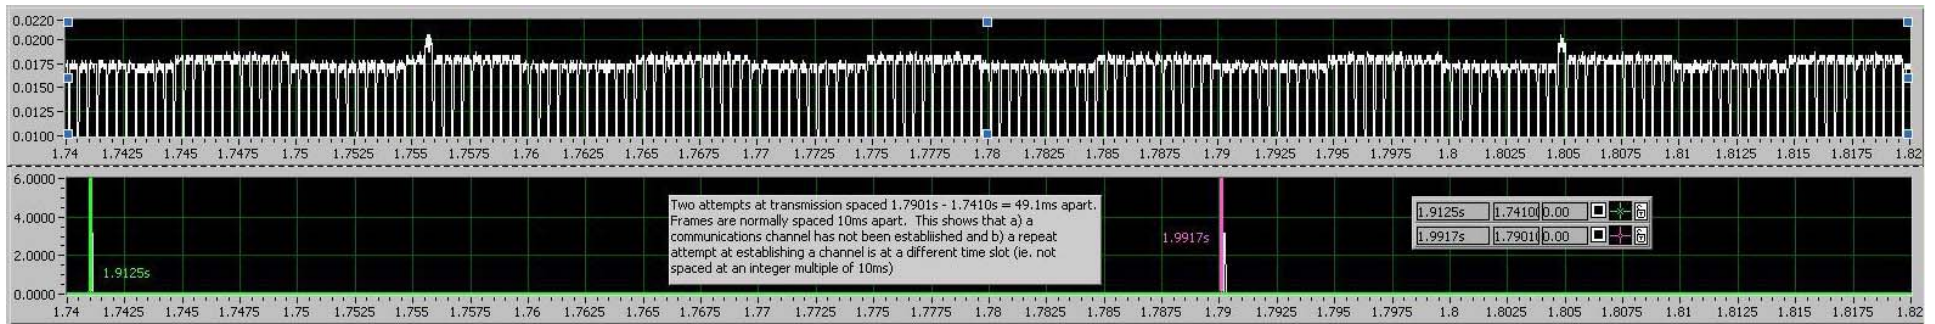 0.0220
0.0200
0.0175
0.0150
0.0125
0.0100
1.74 1.7425 1.745 1.7475 1.75 1.7525 1.755 1.7575 1.76 1.7625 1.765 1.7675 1.77 1.7725 1.775 1.7775 1.78 1.7825 1.785 1.7875 1.79 1.7925 1.795 1.7975 1.8 1.8025 1.805 1.8075 1.81 1.8125 1.815 1.8175 1.82
6.0000
4.0000
2.0000
0.0000
1.9125s
Two attempts at transmission spaced 1.7901s - 1.7410s = 49.1ms apart.
Frames are normally spaced 10ms apart.  This shows that a) a
communications channel has not been established and b) a repeat
attempt at establishing a channel is at a different time slot (ie. not
spaced at an integer multiple of 10ms)
1.9917s
1.9125s 1.7410 0.00
1.9917s 1.7901 0.00
1.74 1.7425 1.745 1.7475 1.75 1.7525 1.755 1.7575 1.76 1.7625 1.765 1.7675 1.77 1.7725 1.775 1.7775 1.78 1.7825 1.785 1.7875 1.79 1.7925 1.795 1.7975 1.8 1.8025 1.805 1.8075 1.81 1.8125 1.815 1.8175 1.82